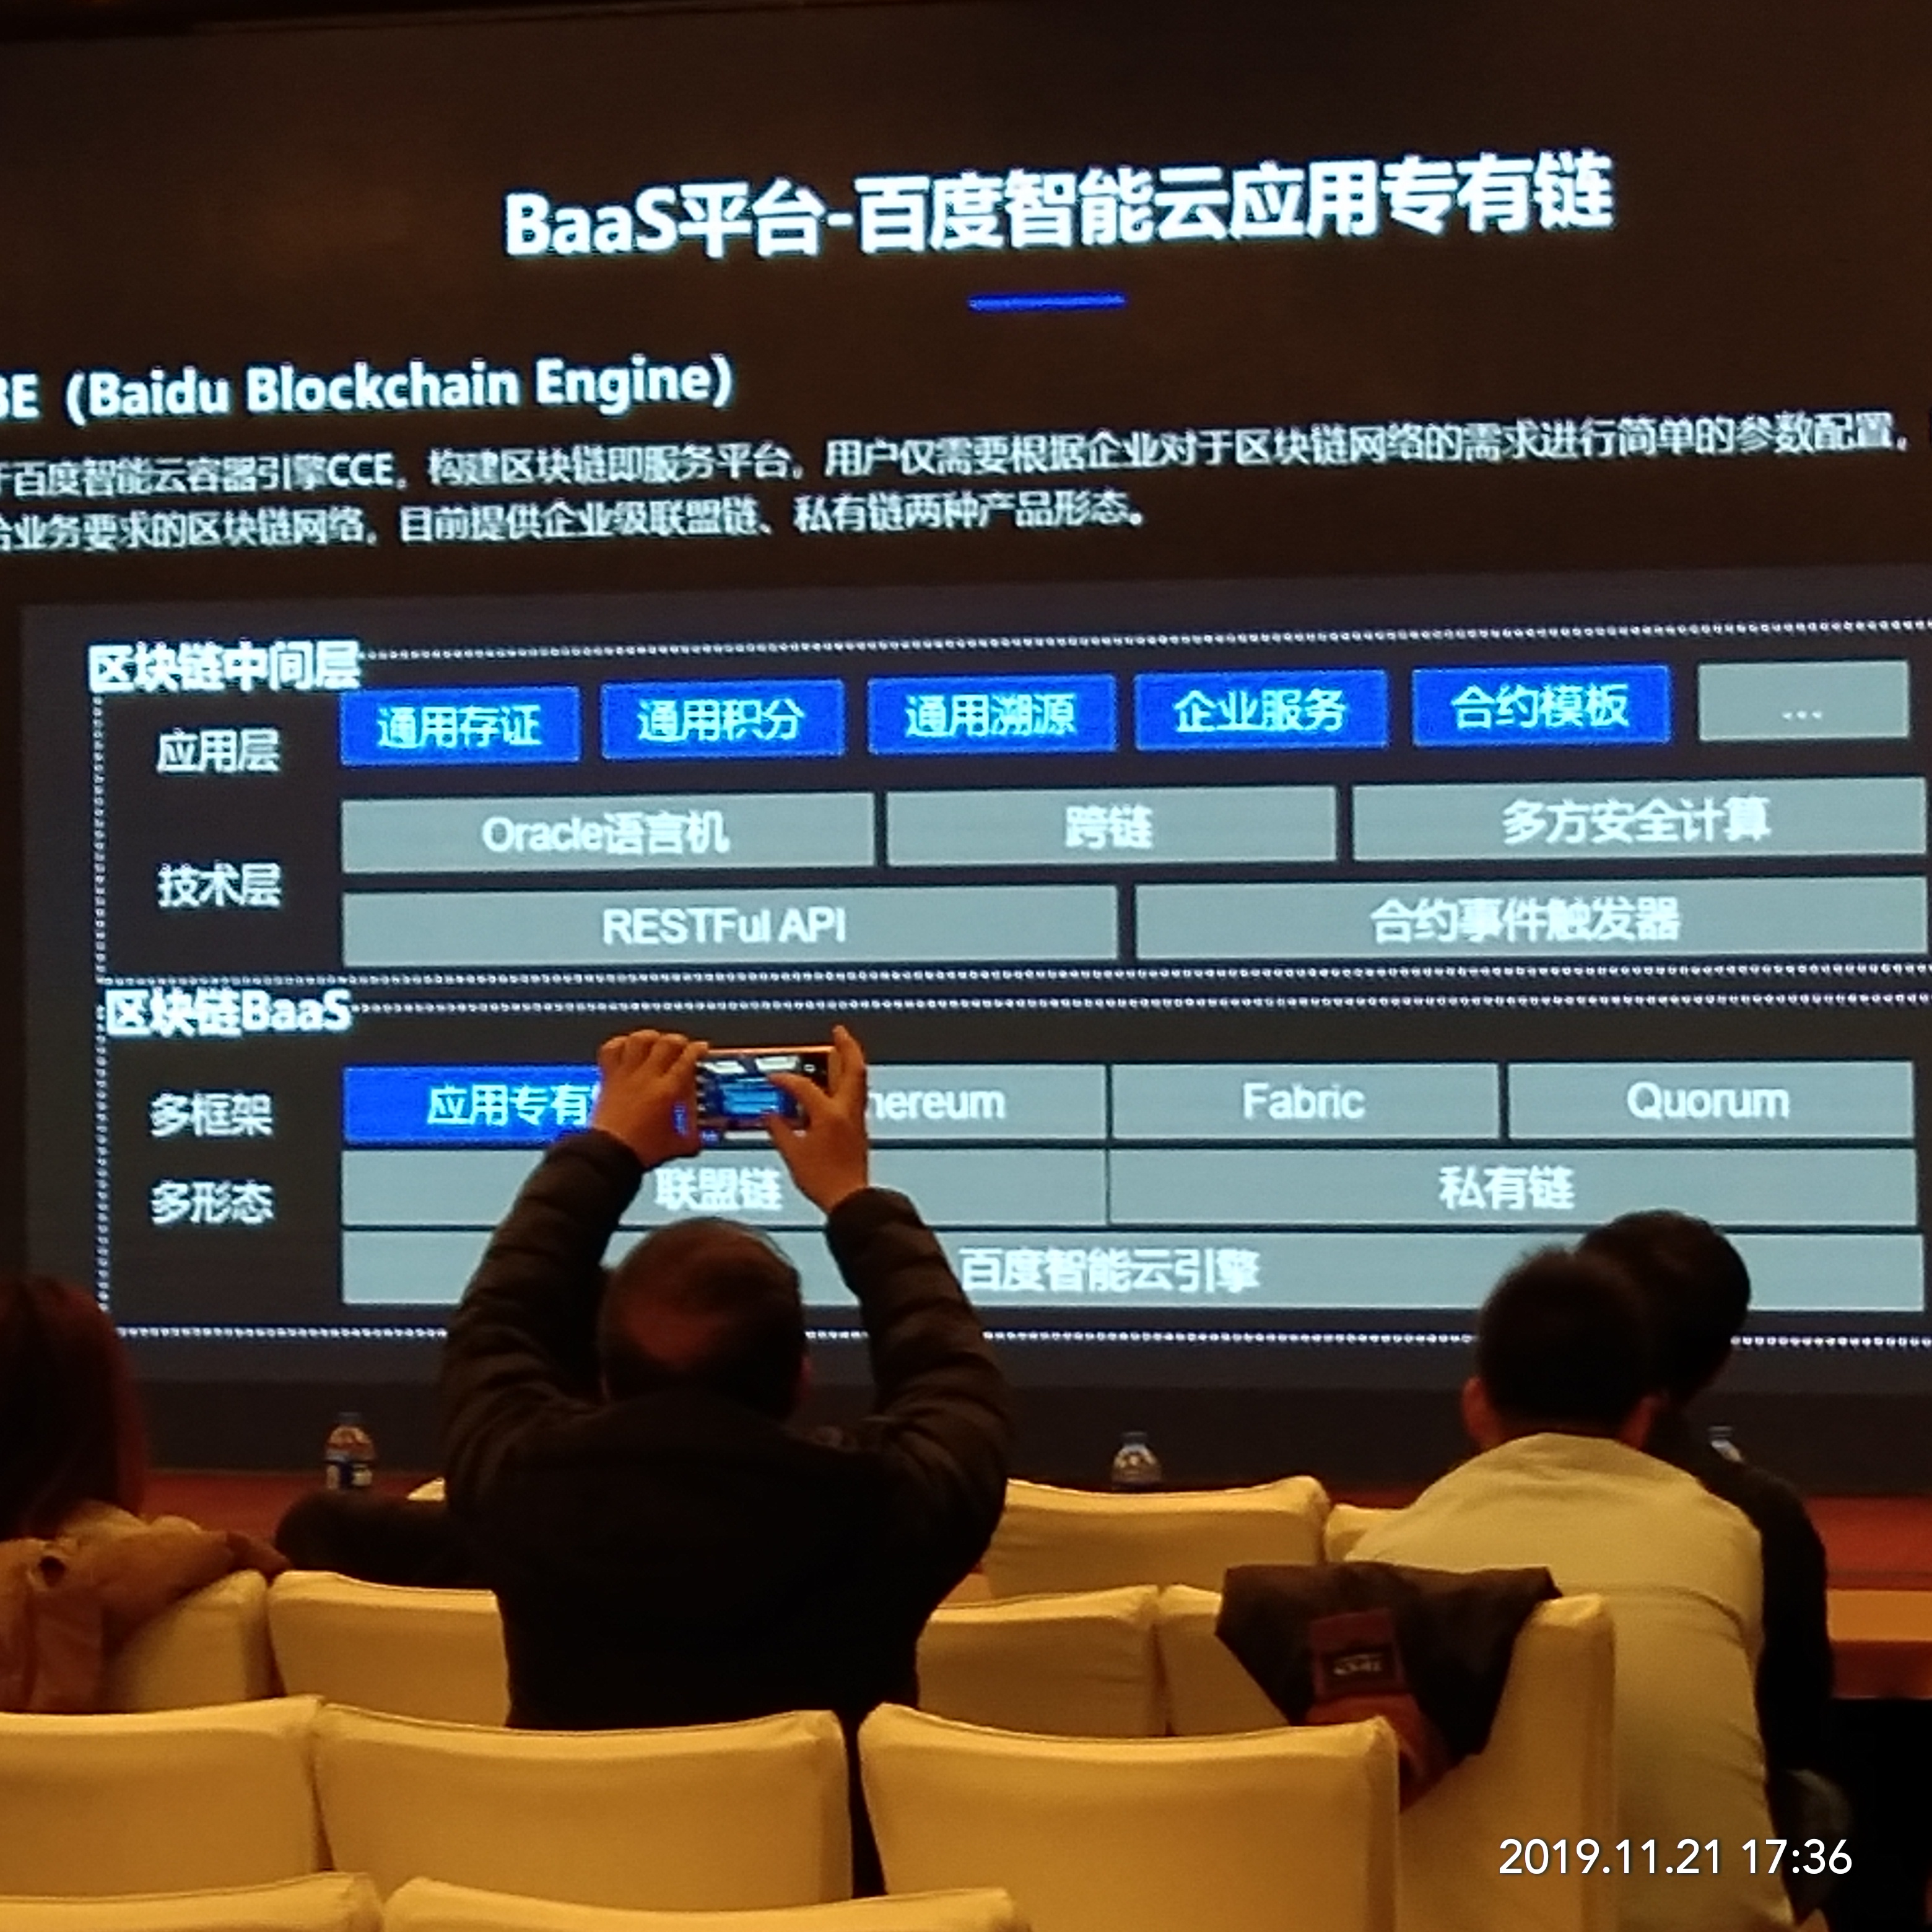 BaaS平台-百度智能云应用专有链
BE（Baidu Blockchain Engine)
于百度智能云容器引擎CCE，构建区块链即服务平台，用户仅需要根据企业对于区块链网络的需求进行简单的参数配置，
合业务要求的区块链网络，目前提供企业级联盟链、私有链两种产品形态。
区块链中间层
应用层 通用存证 通用积分 通用溯源 企业服务 合约模板 ...
Oracle语言机 跨链 多方安全计算
技术层
RESTFul API 合约事件触发器
区块链BaaS
多框架 应用专有 hereum Fabric Quorum
多形态 联盟链 私有链
百度智能云引擎
2019.11.21 17:36